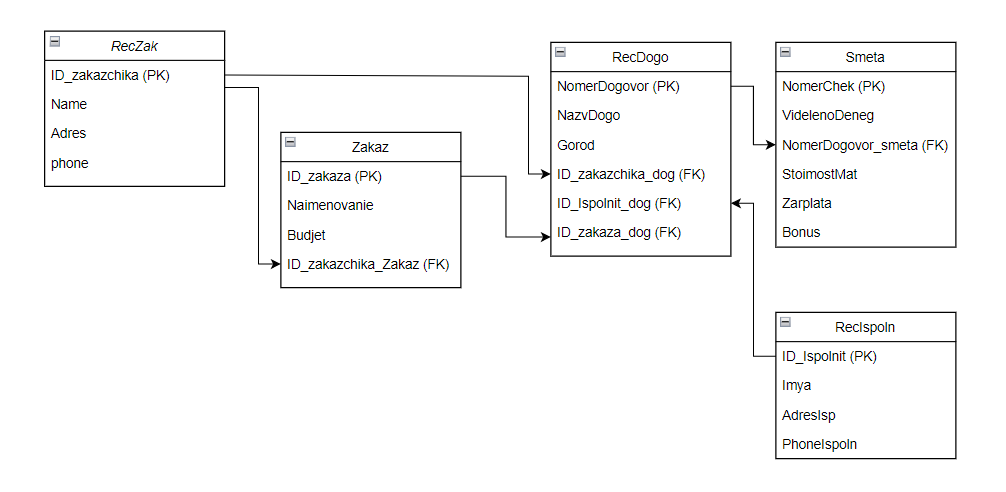 RecZak
ID_zakazchika (PK)
Name
Adres
phone
Zakaz
ID_zakaza (PK)
Naimenovanie
Budjet
ID_zakazchika_Zakaz (FK)
RecDogo
NomerDogovor (PK)
NazvDogo
Gorod
ID_zakazchika_dog (FK)
ID_Ispolnit_dog (FK)
ID_zakaza_dog (FK)
Smeta
NomerChek (PK)
VidelenoDeneg
NomerDogovor_smeta (FK)
StoimostMat
Zarplata
Bonus
RecIspoln
ID_Ispolnit (PK)
Imya
AdresIsp
PhoneIspoln